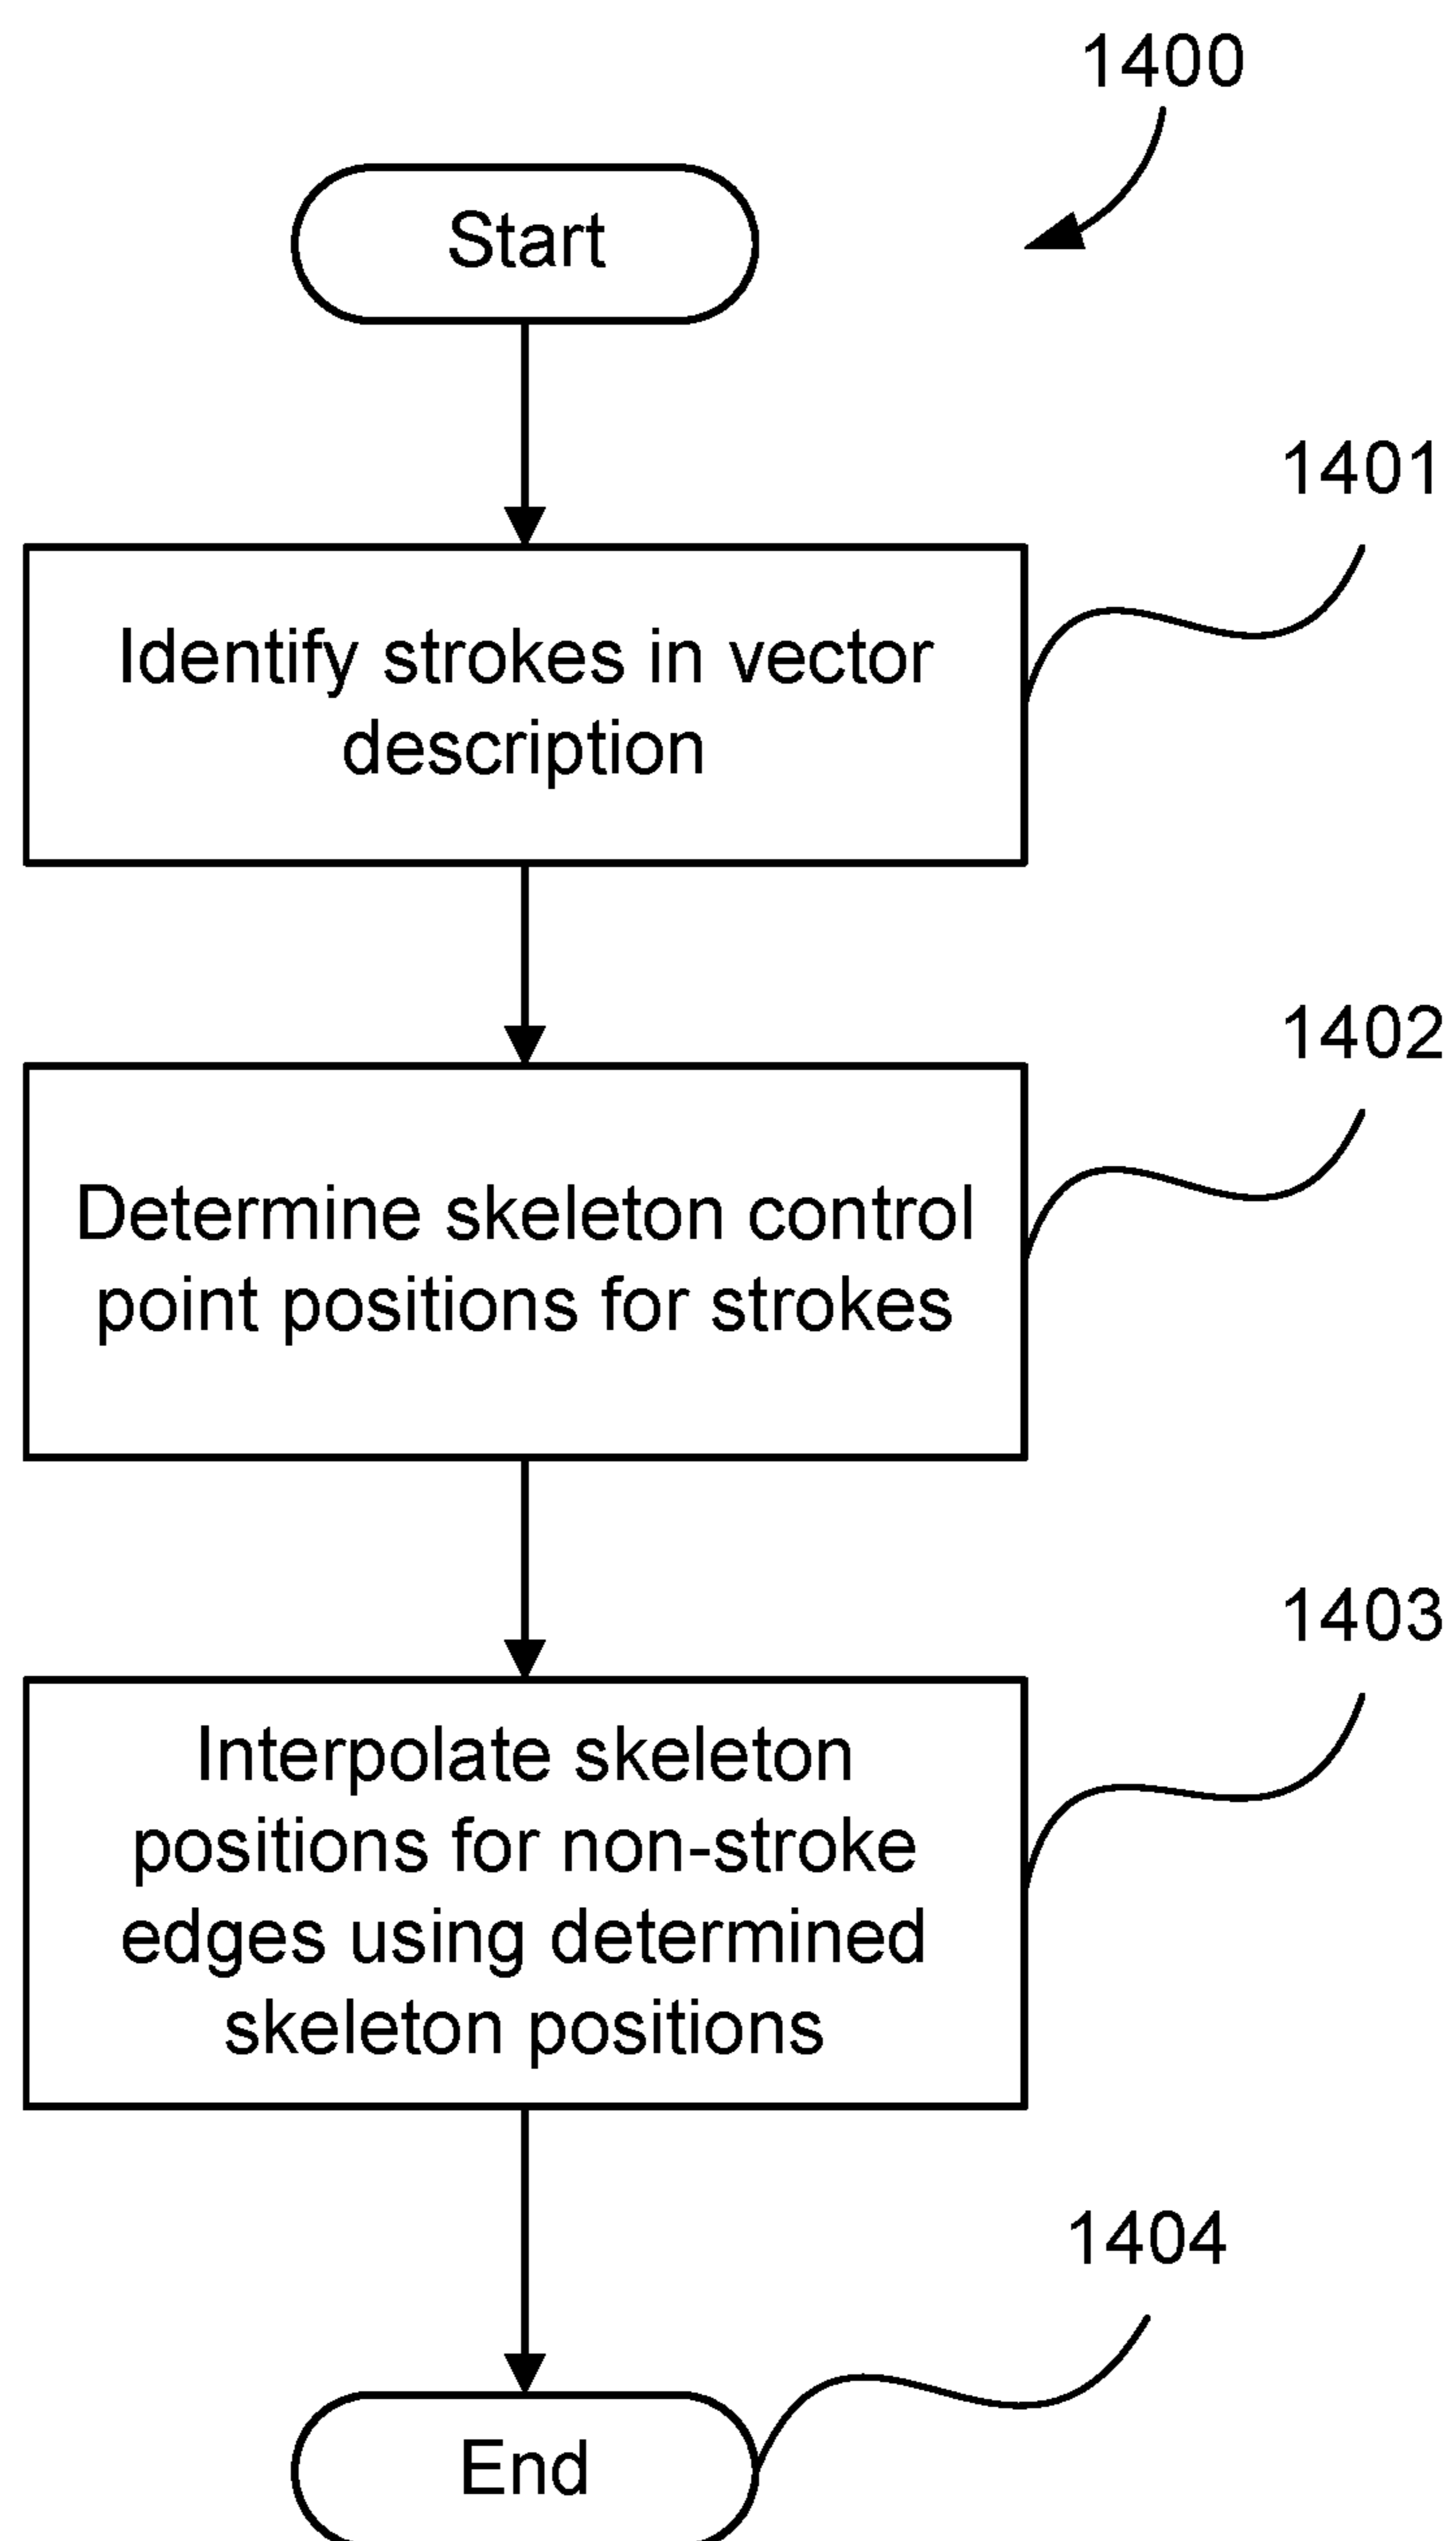 1400
Start
1401
Identify strokes in vector
description
1402
Determine skeleton control
point positions for strokes
1403
Interpolate skeleton
positions for non-stroke
edges using determined
skeleton positions
1404
End